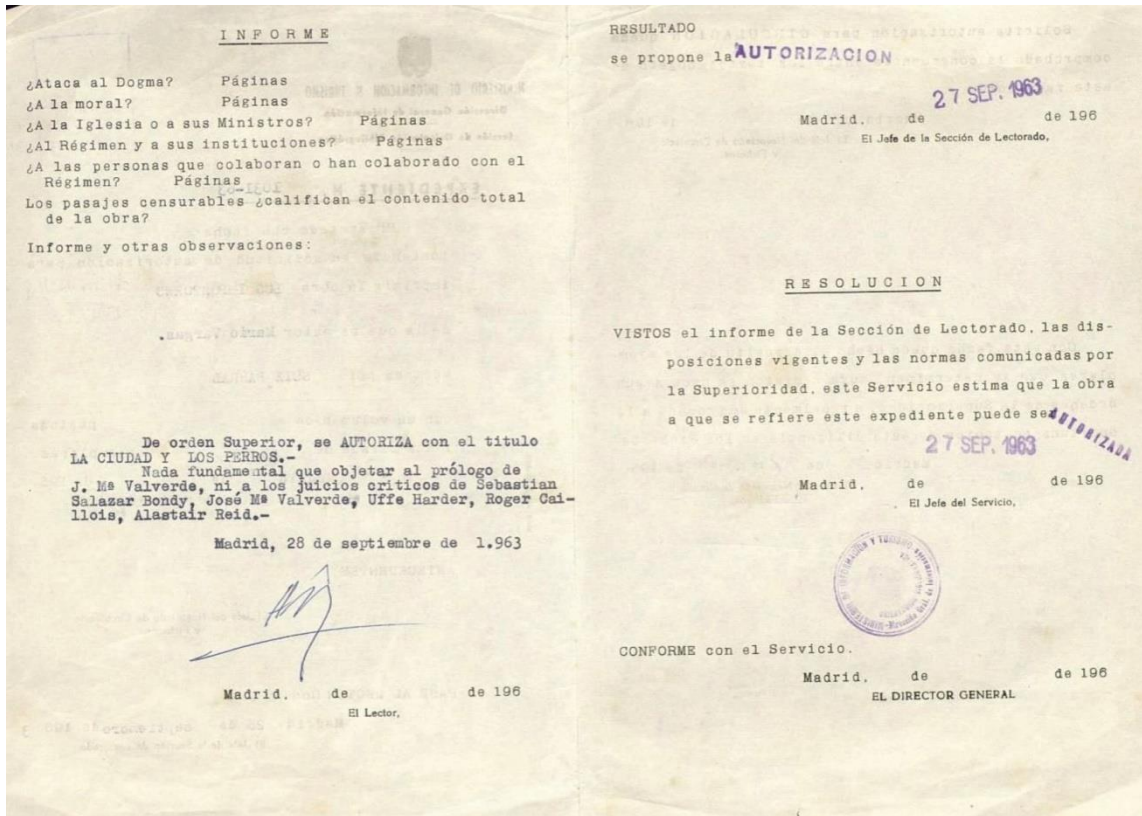 INFORME
¿Ataca al Dogma? Páginas
¿A la moral? Páginas
¿A la Iglesia o a sus Ministros? Páginas
¿Al Régimen y a sus instituciones? Páginas
¿A las personas que colaboran o han colaborado con el
Régimen? Páginas
Los pasajes censurables ¿califican el contenido total
de la obra?
Informe y otras observaciones:
De orden Superior, se AUTORIZA con el titulo
LA CIUDAD Y LOS PERROS.-
Nada fundamental que objetar al prólogo de
J. Mª Valverde, ni a los juicios criticos de Sebastian
Salazar Bondy, José Mª Valverde, Uffe Harder, Roger Cai-
llois, Alastair Reid.-
Madrid, 28 de septiembre de 1.963
Madrid, de de 196
El Lector,
RESULTADO
se propone la AUTORIZACION
27 SEP. 1963
Madrid, de de 196
El Jefe de la Sección de Lectorado,
RESOLUCION
VISTOS el informe de la Sección de Lectorado, las dis-
posiciones vigentes y las normas comunicadas por
la Superioridad, este Servicio estima que la obra
a que se refiere este expediente puede ser AUTORIZADA
27 SEP. 1963
Madrid, de de 196
El Jefe del Servicio,
MINISTERIO DE INFORMACION Y TURISMO
CONFORME con el Servicio.
Madrid, de de 196
EL DIRECTOR GENERAL